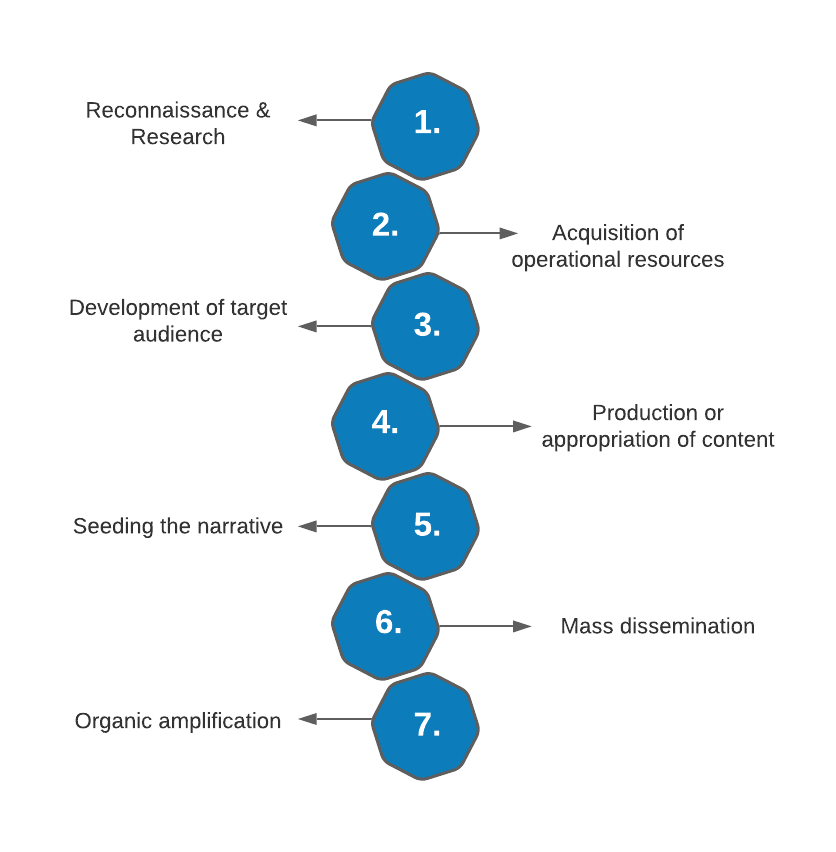 1.
Reconnaissance &
Research
2.
Acquisition of
operational resources
3.
Development of target
audience
4.
Production or
appropriation of content
5.
Seeding the narrative
6.
Mass dissemination
7.
Organic amplification